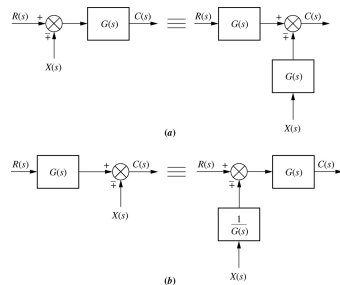 R(s) + G(s) C(s) R(s) G(s) + C(s)
∓ ∓
X(s) G(s)
X(s)
(a)
R(s) G(s) + C(s) R(s) + G(s) C(s)
∓ ∓
X(s) 1
G(s)
X(s)
(b)